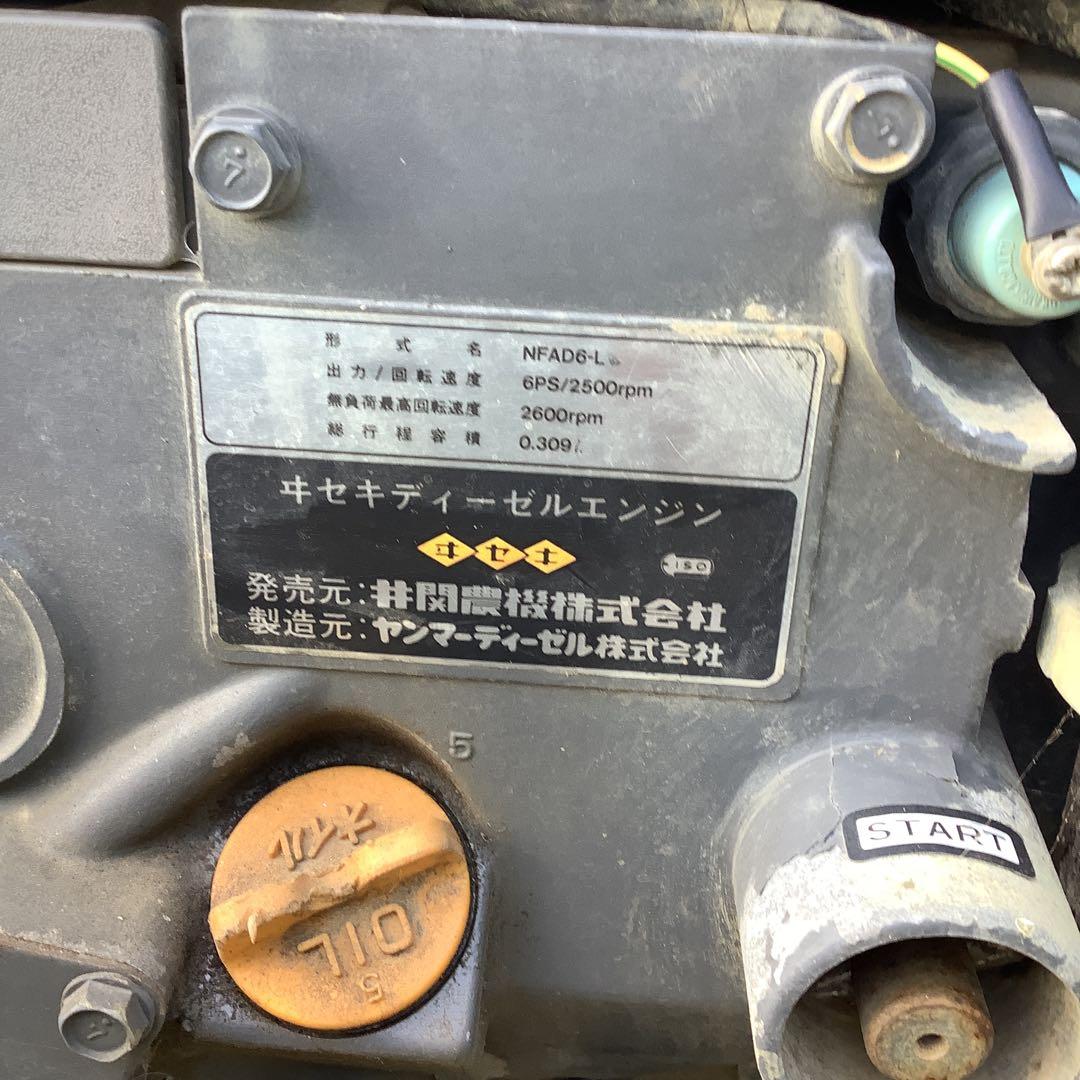 形式名 NFAD6-L
出力/回転速度 6PS/2500rpm
無負荷最高回転速度 2600rpm
総行程容積 0.309ℓ
ヰセキディーゼルエンジン
ヰセキ
ISO
発売元:井関農機株式会社
製造元:ヤンマーディーゼル株式会社
5
START
オイル
OIL
5